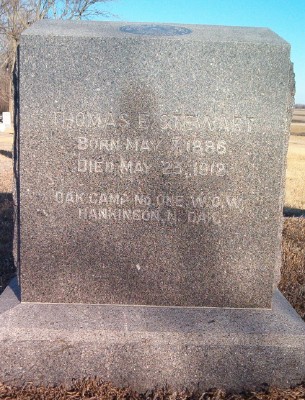 THOMAS E. STEWART
BORN MAY 7, 1886
DIED MAY 23, 1912
OAK CAMP NO. ONE, W.O.W.
HANKINSON, N. DAK.